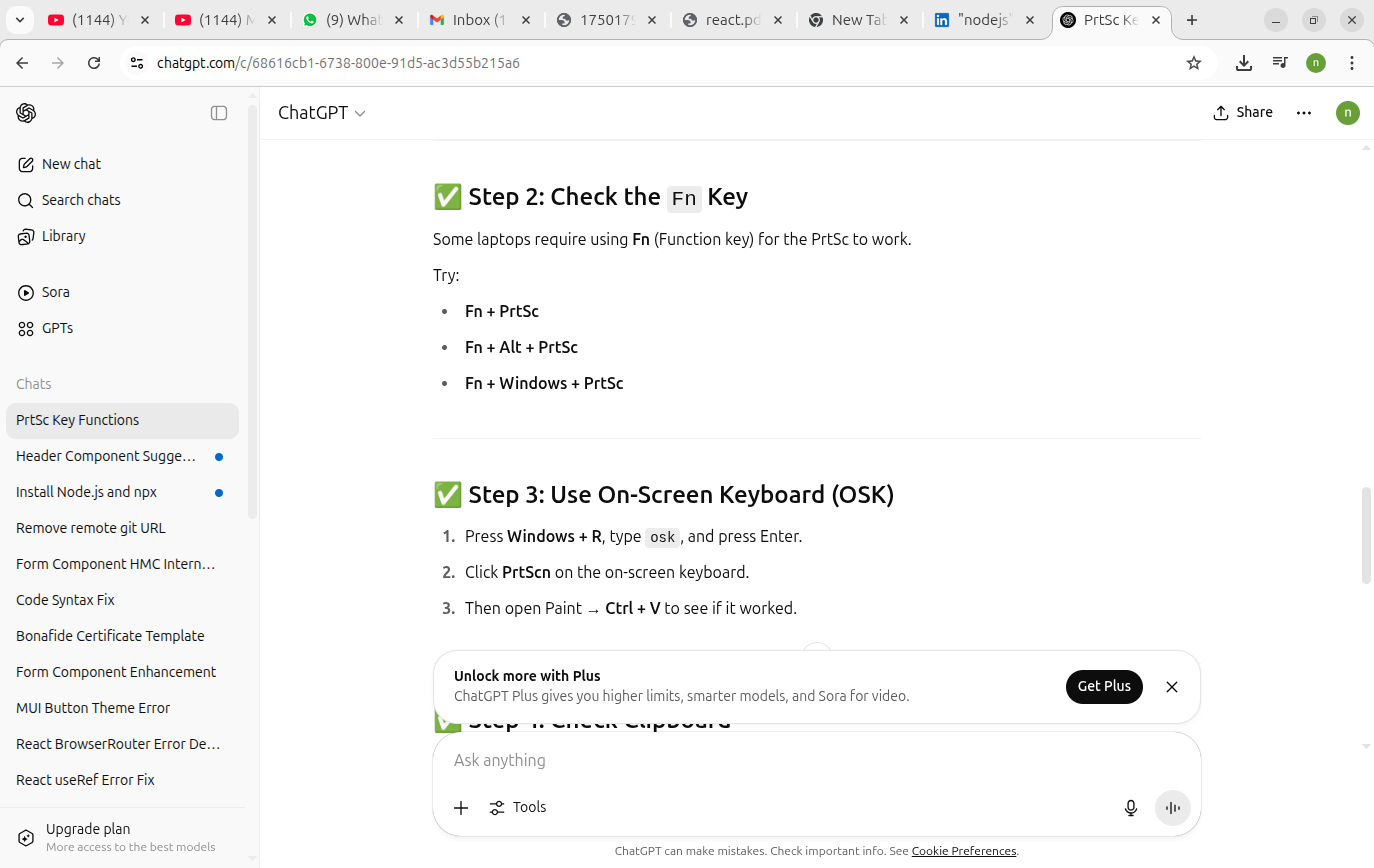 (1144) Y
(1144) M
(9) What
Inbox (1
1750179
react.pd
New Tab
"nodejs"
PrtSc Ke
chatgpt.com/c/68616cb1-6738-800e-91d5-ac3d55b215a6
n
ChatGPT
Share
n
New chat
Search chats
Library
Sora
GPTs
Chats
PrtSc Key Functions
Header Component Sugge...
Install Node.js and npx
Remove remote git URL
Form Component HMC Intern...
Code Syntax Fix
Bonafide Certificate Template
Form Component Enhancement
MUI Button Theme Error
React BrowserRouter Error De...
React useRef Error Fix
Upgrade plan
More access to the best models
✅ Step 2: Check the Fn Key
Some laptops require using Fn (Function key) for the PrtSc to work.
Try:
• Fn + PrtSc
• Fn + Alt + PrtSc
• Fn + Windows + PrtSc
✅ Step 3: Use On-Screen Keyboard (OSK)
1. Press Windows + R, type osk, and press Enter.
2. Click PrtScn on the on-screen keyboard.
3. Then open Paint → Ctrl + V to see if it worked.
Unlock more with Plus
ChatGPT Plus gives you higher limits, smarter models, and Sora for video.
Get Plus
✅ Step 4: Check Clipboard
Ask anything
Tools
ChatGPT can make mistakes. Check important info. See Cookie Preferences.